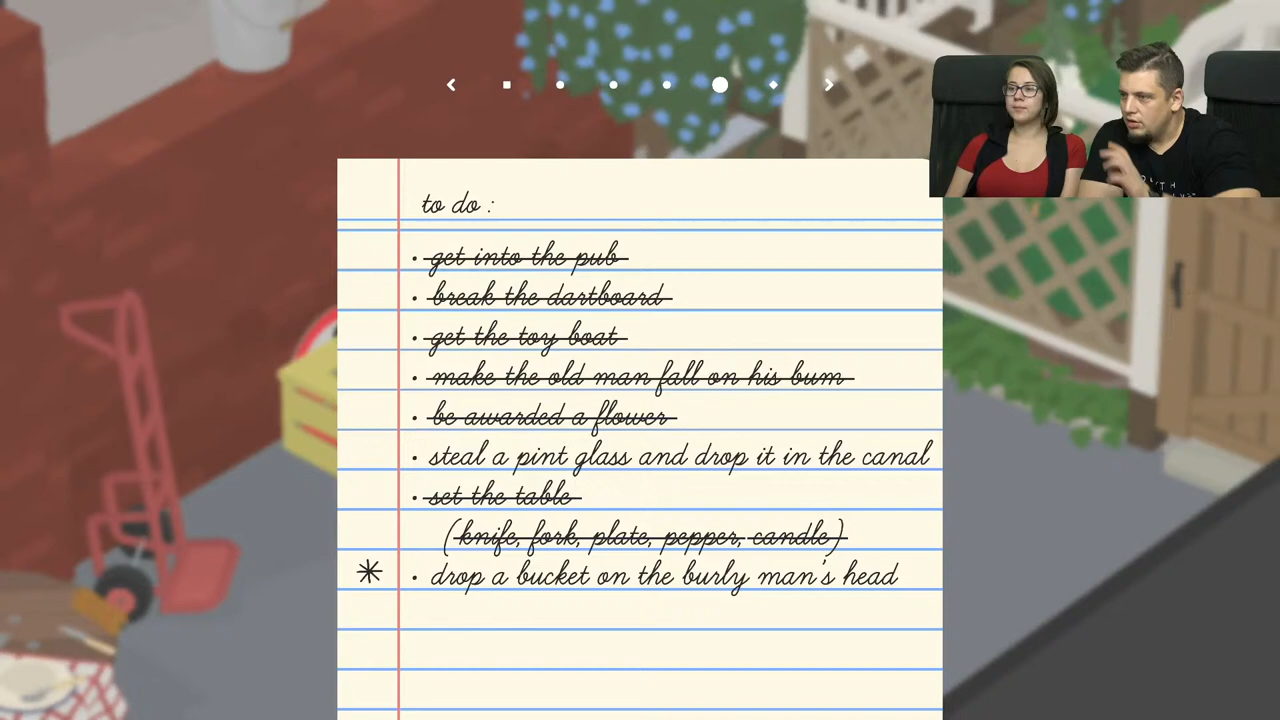 to do :
• get into the pub
• break the dartboard
• get the toy boat
• make the old man fall on his bum
• be awarded a flower
• steal a pint glass and drop it in the canal
• set the table
(knife, fork, plate, pepper, candle)
* • drop a bucket on the burly man's head